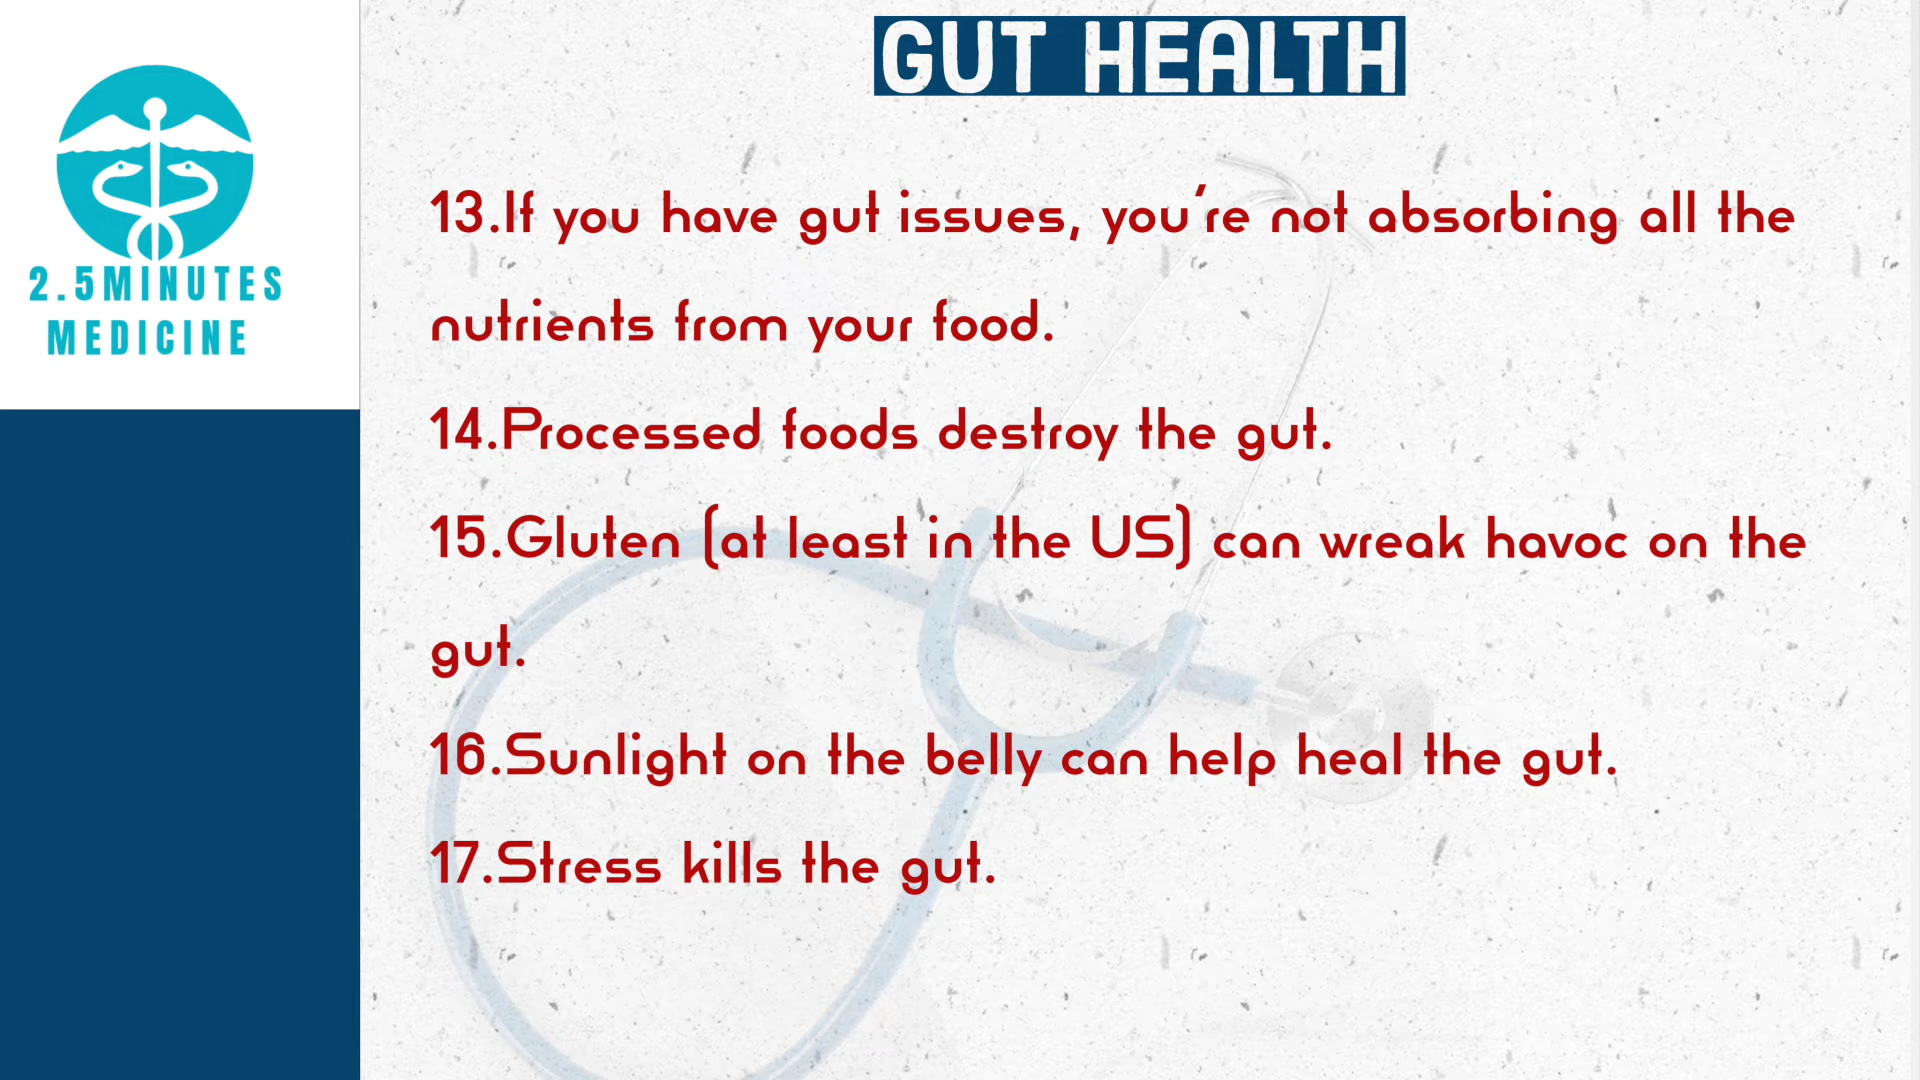 GUT HEALTH
2.5MINUTES
MEDICINE
13.If you have gut issues, you're not absorbing all the
nutrients from your food.
14.Processed foods destroy the gut.
15.Gluten (at least in the US) can wreak havoc on the
gut.
16.Sunlight on the belly can help heal the gut.
17.Stress kills the gut.